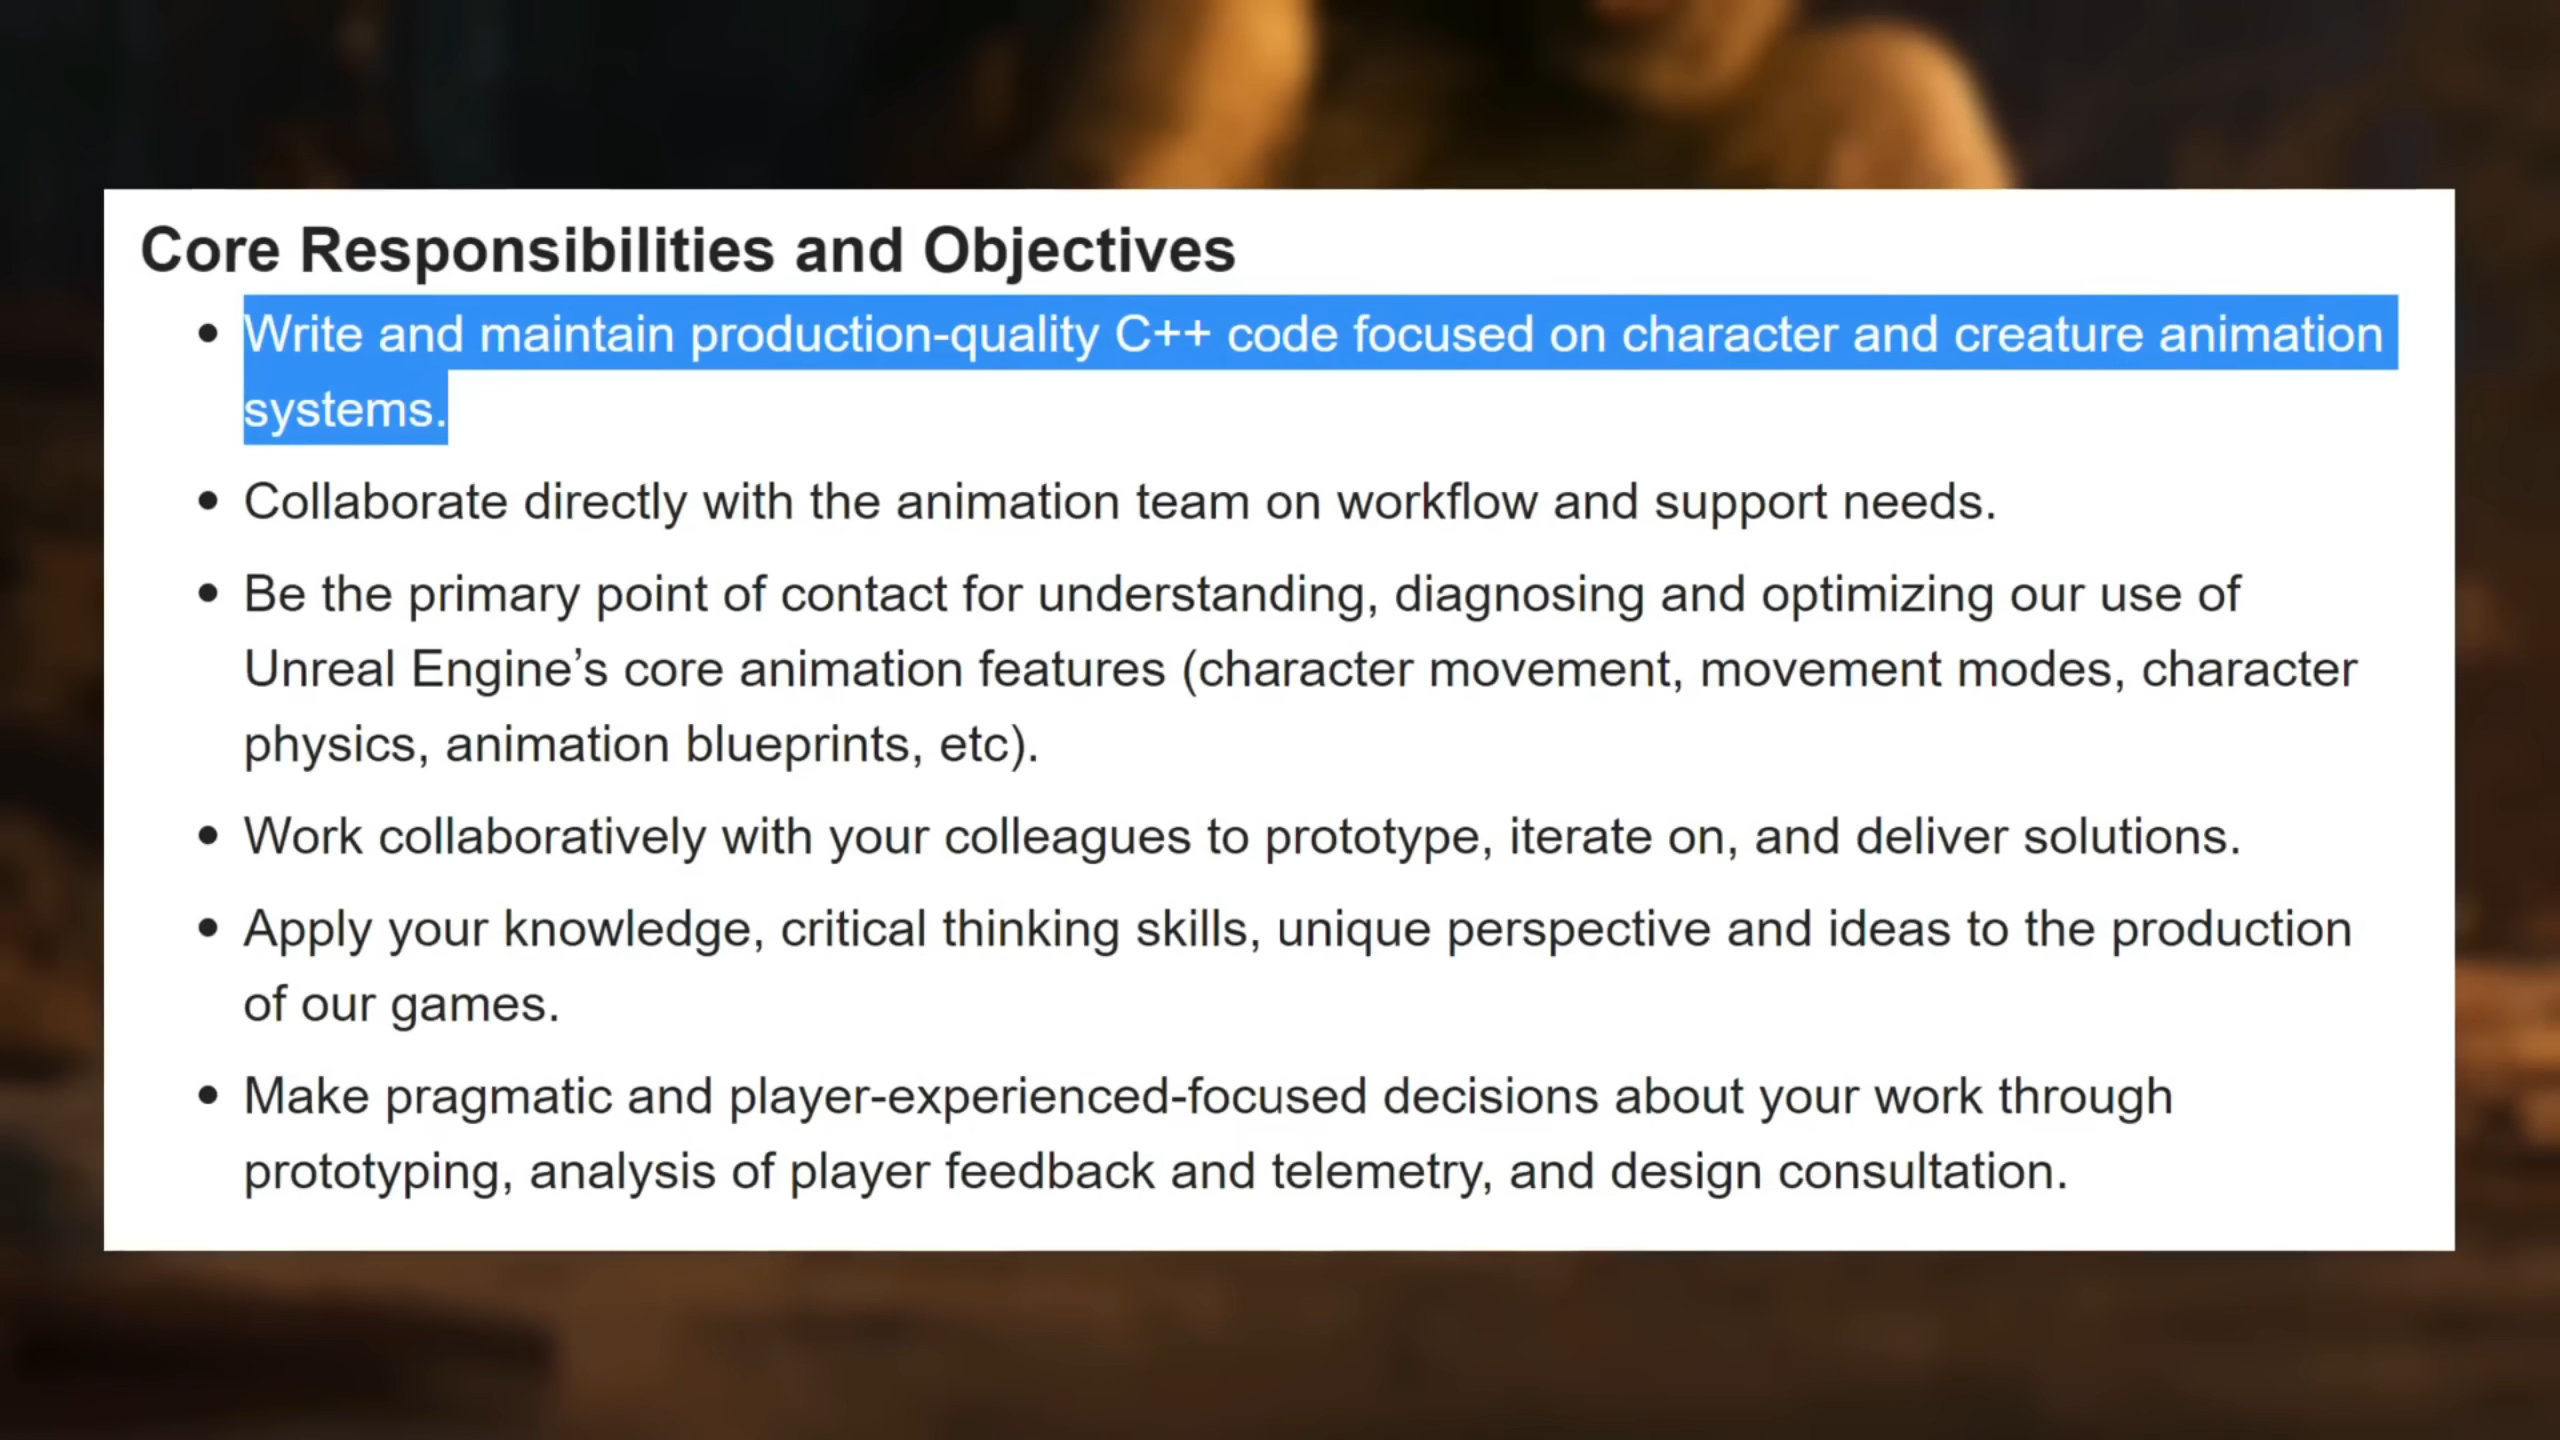 Core Responsibilities and Objectives
• Write and maintain production-quality C++ code focused on character and creature animation
systems.
• Collaborate directly with the animation team on workflow and support needs.
• Be the primary point of contact for understanding, diagnosing and optimizing our use of
Unreal Engine’s core animation features (character movement, movement modes, character
physics, animation blueprints, etc).
• Work collaboratively with your colleagues to prototype, iterate on, and deliver solutions.
• Apply your knowledge, critical thinking skills, unique perspective and ideas to the production
of our games.
• Make pragmatic and player-experienced-focused decisions about your work through
prototyping, analysis of player feedback and telemetry, and design consultation.